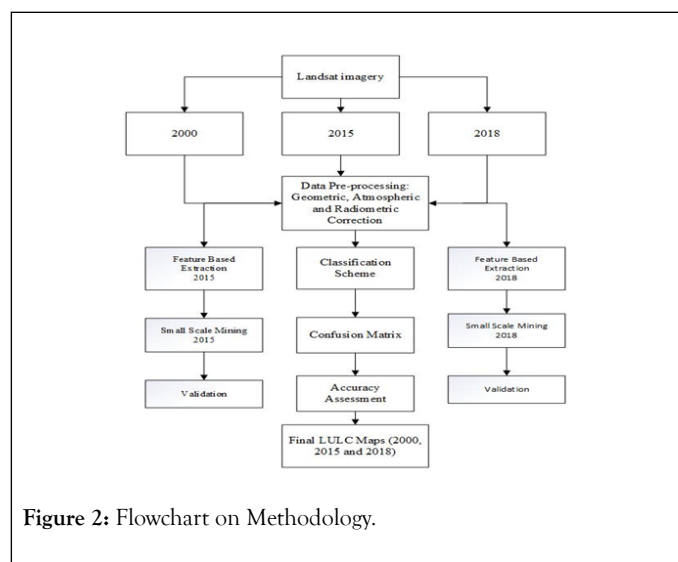 Landsat imagery
2000
2015
2018
Data Pre-processing:
Geometric, Atmospheric
and Radiometric
Correction
Feature Based
Extraction
2015
Classification
Scheme
Feature Based
Extraction
2018
Small Scale Mining
2015
Confusion Matrix
Small Scale Mining
2018
Validation
Accuracy
Assessment
Validation
Final LULC Maps (2000,
2015 and 2018)
Figure 2: Flowchart on Methodology.